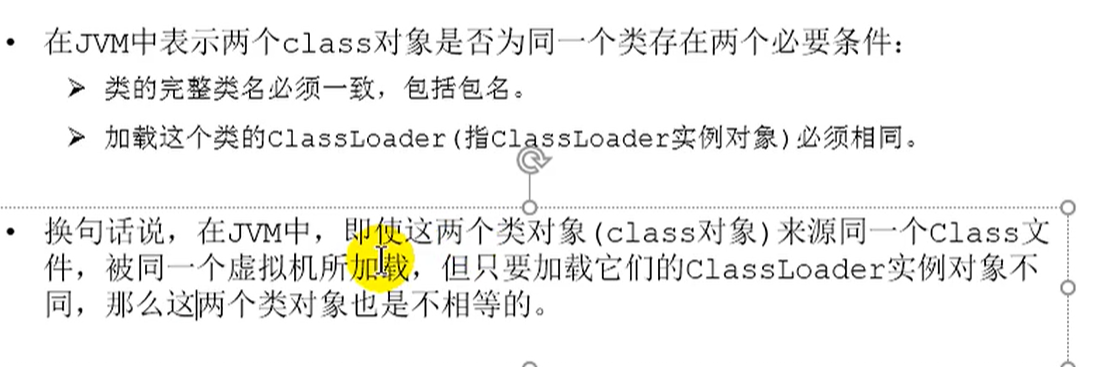 • 在JVM中表示两个class对象是否为同一个类存在两个必要条件：
➢ 类的完整类名必须一致，包括包名。
➢ 加载这个类的ClassLoader(指ClassLoader实例对象)必须相同。
• 换句话说，在JVM中，即使这两个类对象(class对象)来源同一个Class文
件，被同一个虚拟机所加载，但只要加载它们的ClassLoader实例对象不
同，那么这两个类对象也是不相等的。